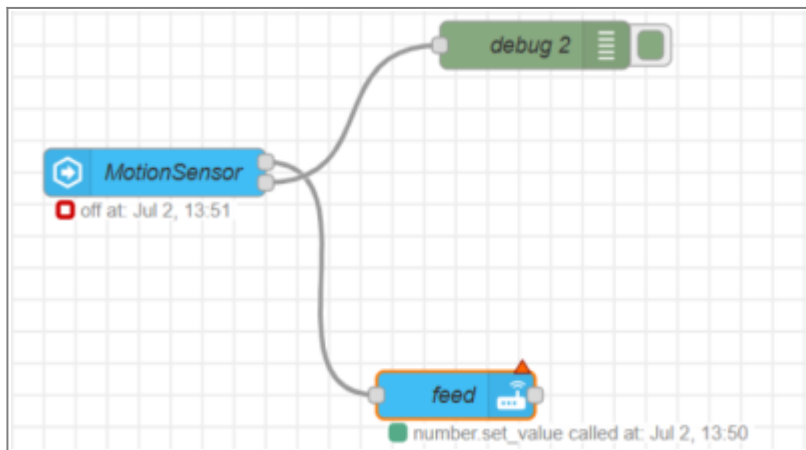 debug 2
MotionSensor
off at: Jul 2, 13:51
feed
number.set_value called at: Jul 2, 13:50